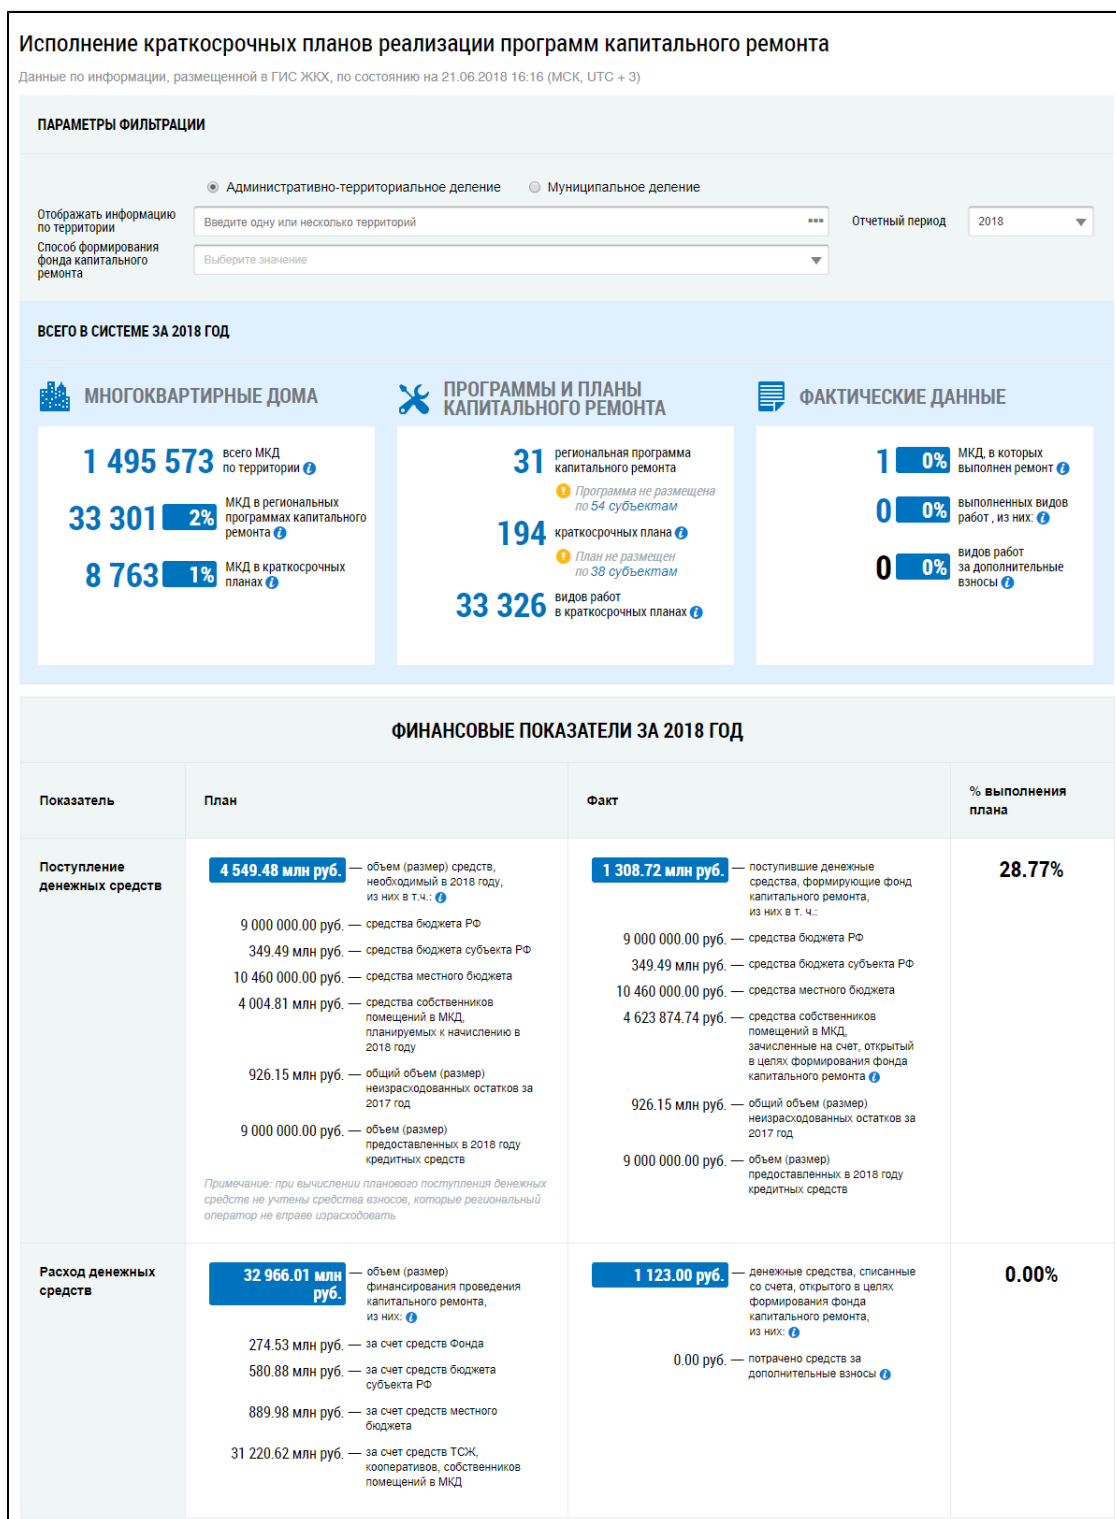 Исполнение краткосрочных планов реализации программ капитального ремонта
Данные по информации, размещенной в ГИС ЖКХ, по состоянию на 21.06.2018 16:16 (МСК, UTC + 3)
ПАРАМЕТРЫ ФИЛЬТРАЦИИ
Административно-территориальное деление
Муниципальное деление
Отображать информацию
по территории
Введите одну или несколько территорий
Отчетный период
2018
Способ формирования
фонда капитального
ремонта
Выберите значение
ВСЕГО В СИСТЕМЕ ЗА 2018 ГОД
МНОГОКВАРТИРНЫЕ ДОМА
1 495 573 всего МКД
по территории
33 301 2% МКД в региональных
программах капитального
ремонта
8 763 1% МКД в краткосрочных
планах
ПРОГРАММЫ И ПЛАНЫ
КАПИТАЛЬНОГО РЕМОНТА
31 региональная программа
капитального ремонта
Программа не размещена
по 54 субъектам
194 краткосрочных плана
План не размещен
по 38 субъектам
33 326 видов работ
в краткосрочных планах
ФАКТИЧЕСКИЕ ДАННЫЕ
1 0% МКД, в которых
выполнен ремонт
0 0% выполненных видов
работ , из них:
0 0% видов работ
за дополнительные
взносы
ФИНАНСОВЫЕ ПОКАЗАТЕЛИ ЗА 2018 ГОД
Показатель
План
Факт
% выполнения
плана
Поступление
денежных средств
4 549.48 млн руб. — объем (размер) средств,
необходимый в 2018 году,
из них в т.ч.:
9 000 000.00 руб. — средства бюджета РФ
349.49 млн руб. — средства бюджета субъекта РФ
10 460 000.00 руб. — средства местного бюджета
4 004.81 млн руб. — средства собственников
помещений в МКД,
планируемых к начислению в
2018 году
926.15 млн руб. — общий объем (размер)
неизрасходованных остатков за
2017 год
9 000 000.00 руб. — объем (размер)
предоставленных в 2018 году
кредитных средств
Примечание: при вычислении планового поступления денежных
средств не учтены средства взносов, которые региональный
оператор не вправе израсходовать
1 308.72 млн руб. — поступившие денежные
средства, формирующие фонд
капитального ремонта,
из них в т. ч.:
9 000 000.00 руб. — средства бюджета РФ
349.49 млн руб. — средства бюджета субъекта РФ
10 460 000.00 руб. — средства местного бюджета
4 623 874.74 руб. — средства собственников
помещений в МКД,
зачисленные на счет, открытый
в целях формирования фонда
капитального ремонта
926.15 млн руб. — общий объем (размер)
неизрасходованных остатков за
2017 год
9 000 000.00 руб. — объем (размер)
предоставленных в 2018 году
кредитных средств
28.77%
Расход денежных
средств
32 966.01 млн
руб. — объем (размер)
финансирования проведения
капитального ремонта,
из них:
274.53 млн руб. — за счет средств Фонда
580.88 млн руб. — за счет средств бюджета
субъекта РФ
889.98 млн руб. — за счет средств местного
бюджета
31 220.62 млн руб. — за счет средств ТСЖ,
кооперативов, собственников
помещений в МКД
1 123.00 руб. — денежные средства, списанные
со счета, открытого в целях
формирования фонда
капитального ремонта,
из них:
0.00 руб. — потрачено средств за
дополнительные взносы
0.00%